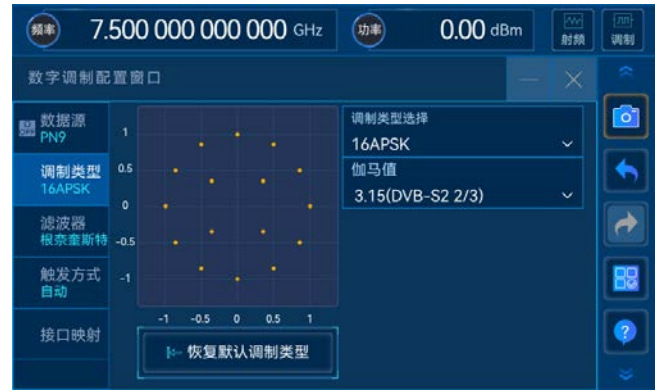 频率 7.500 000 000 000 GHz 功率 0.00 dBm 射频 调制
数字调制配置窗口
数据源
PN9
调制类型
16APSK
滤波器
根奈奎斯特
触发方式
自动
接口映射
1
0.5
0
-0.5
-1
-1 -0.5 0 0.5 1
恢复默认调制类型
调制类型选择
16APSK
伽马值
3.15(DVB-S2 2/3)